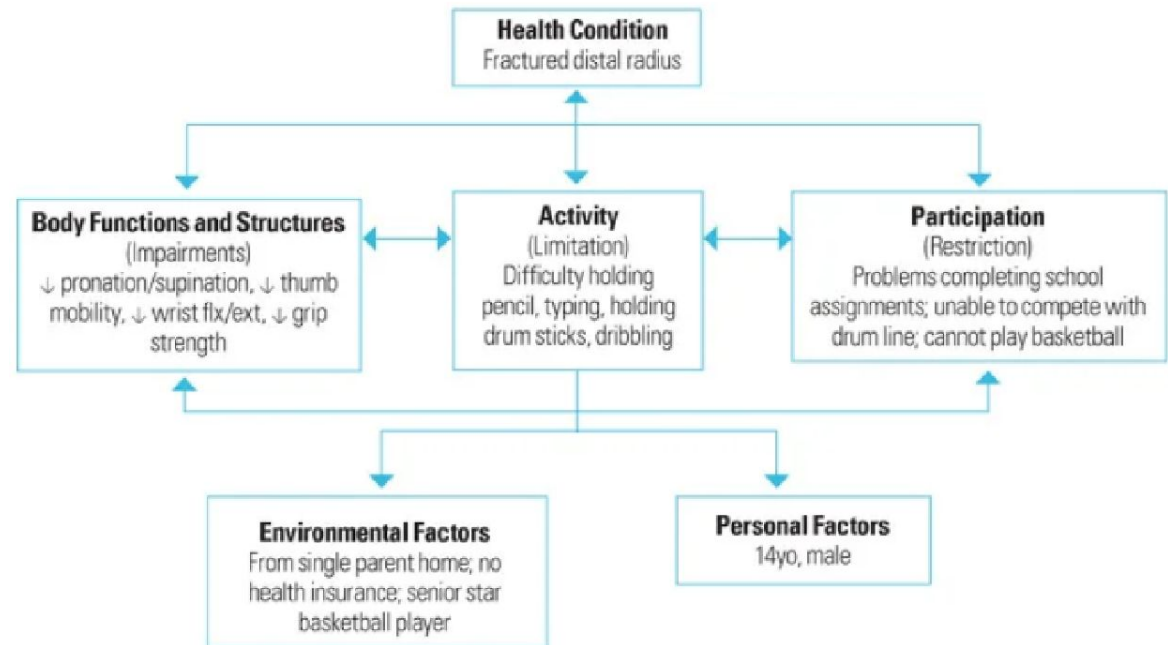 Health Condition
Fractured distal radius
Body Functions and Structures
(Impairments)
↓ pronation/supination, ↓ thumb
mobility, ↓ wrist flx/ext, ↓ grip
strength
Activity
(Limitation)
Difficulty holding
pencil, typing, holding
drum sticks, dribbling
Participation
(Restriction)
Problems completing school
assignments; unable to compete with
drum line; cannot play basketball
Environmental Factors
From single parent home; no
health insurance; senior star
basketball player
Personal Factors
14yo, male